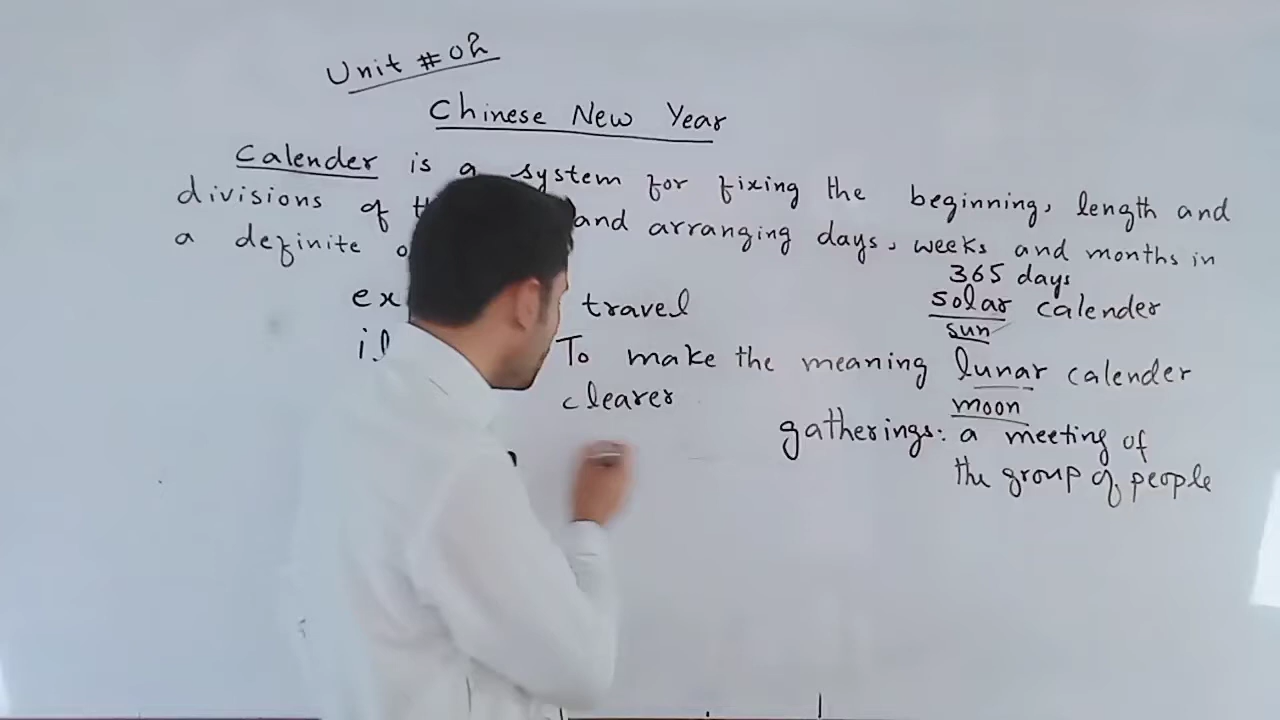 Unit #02
Chinese New Year
Calender is a system for fixing the beginning, length and
divisions of and arranging days, weeks and months in
a definite
365 days
travel
solar calender
sun
To make the meaning
lunar calender
clearer
moon
gatherings: a meeting of
the group of people